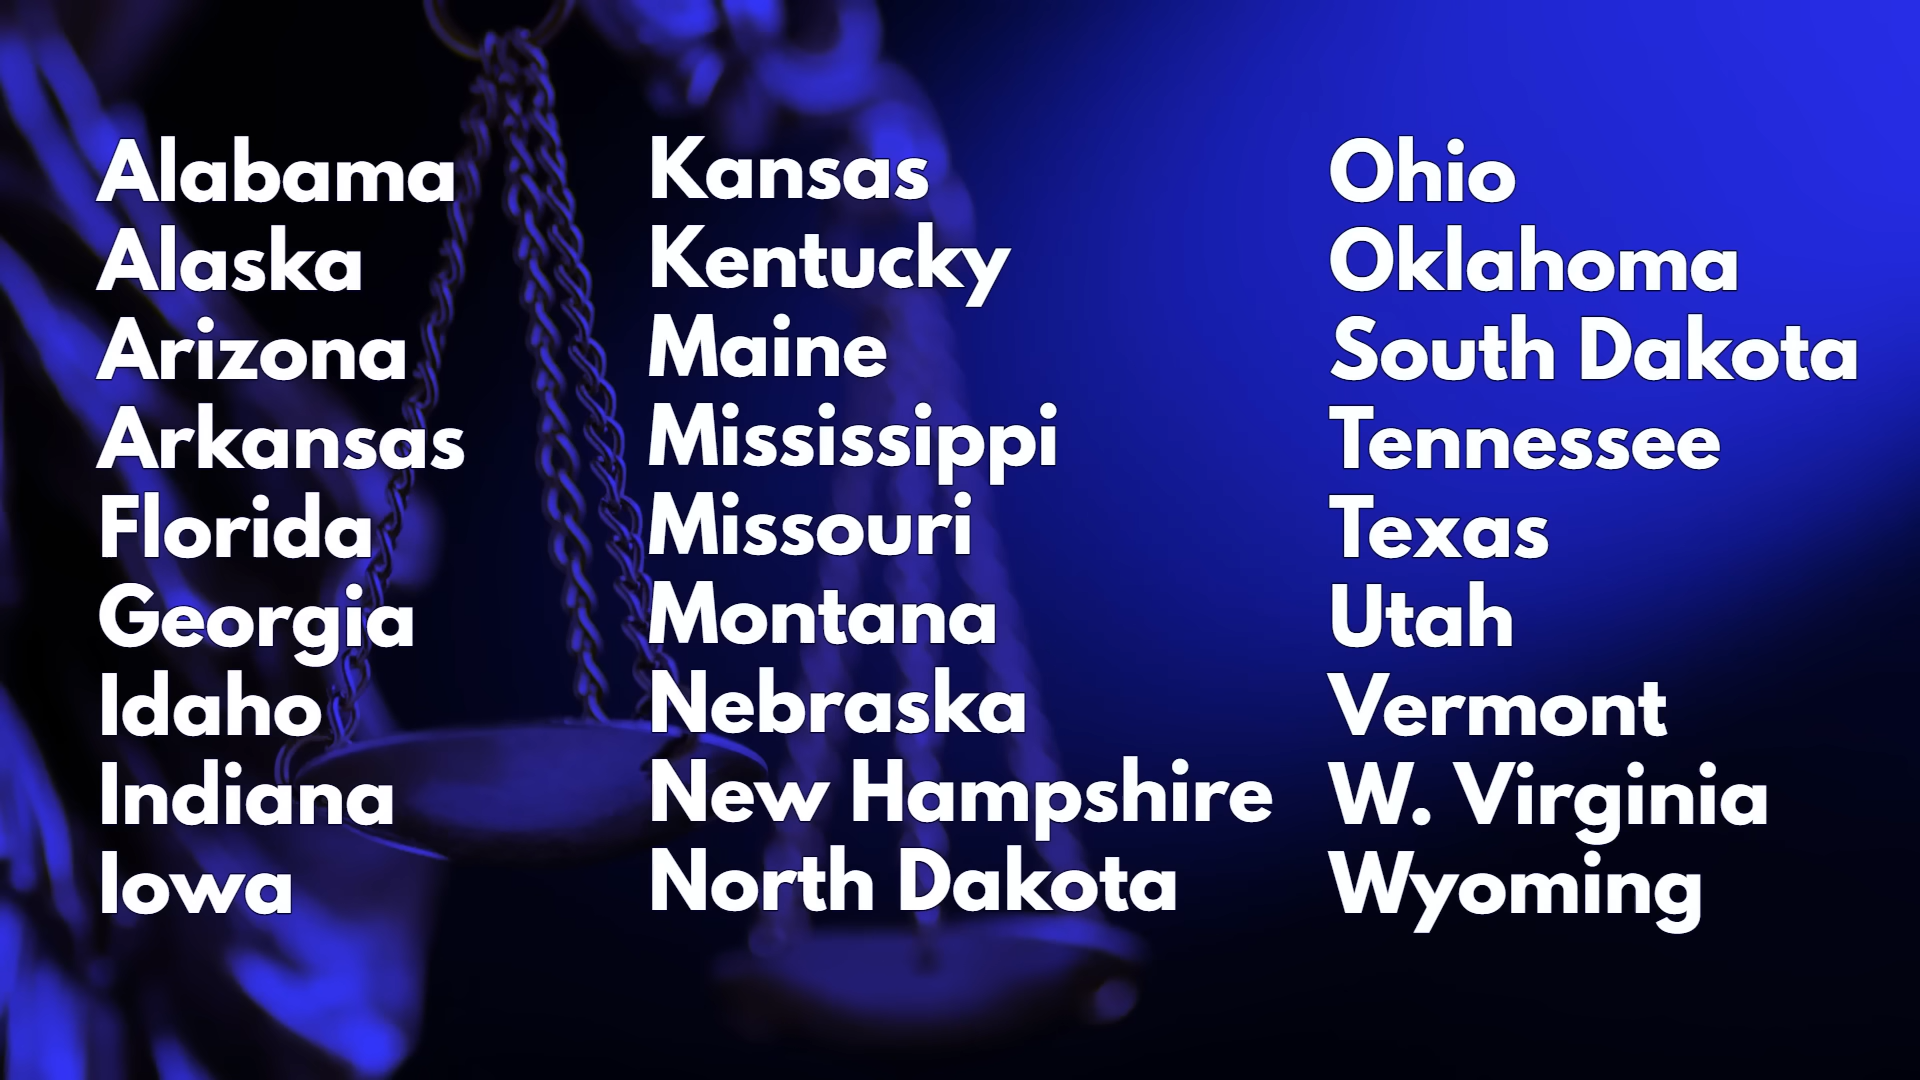 Alabama
Alaska
Arizona
Arkansas
Florida
Georgia
Idaho
Indiana
Iowa
Kansas
Kentucky
Maine
Mississippi
Missouri
Montana
Nebraska
New Hampshire
North Dakota
Ohio
Oklahoma
South Dakota
Tennessee
Texas
Utah
Vermont
W. Virginia
Wyoming